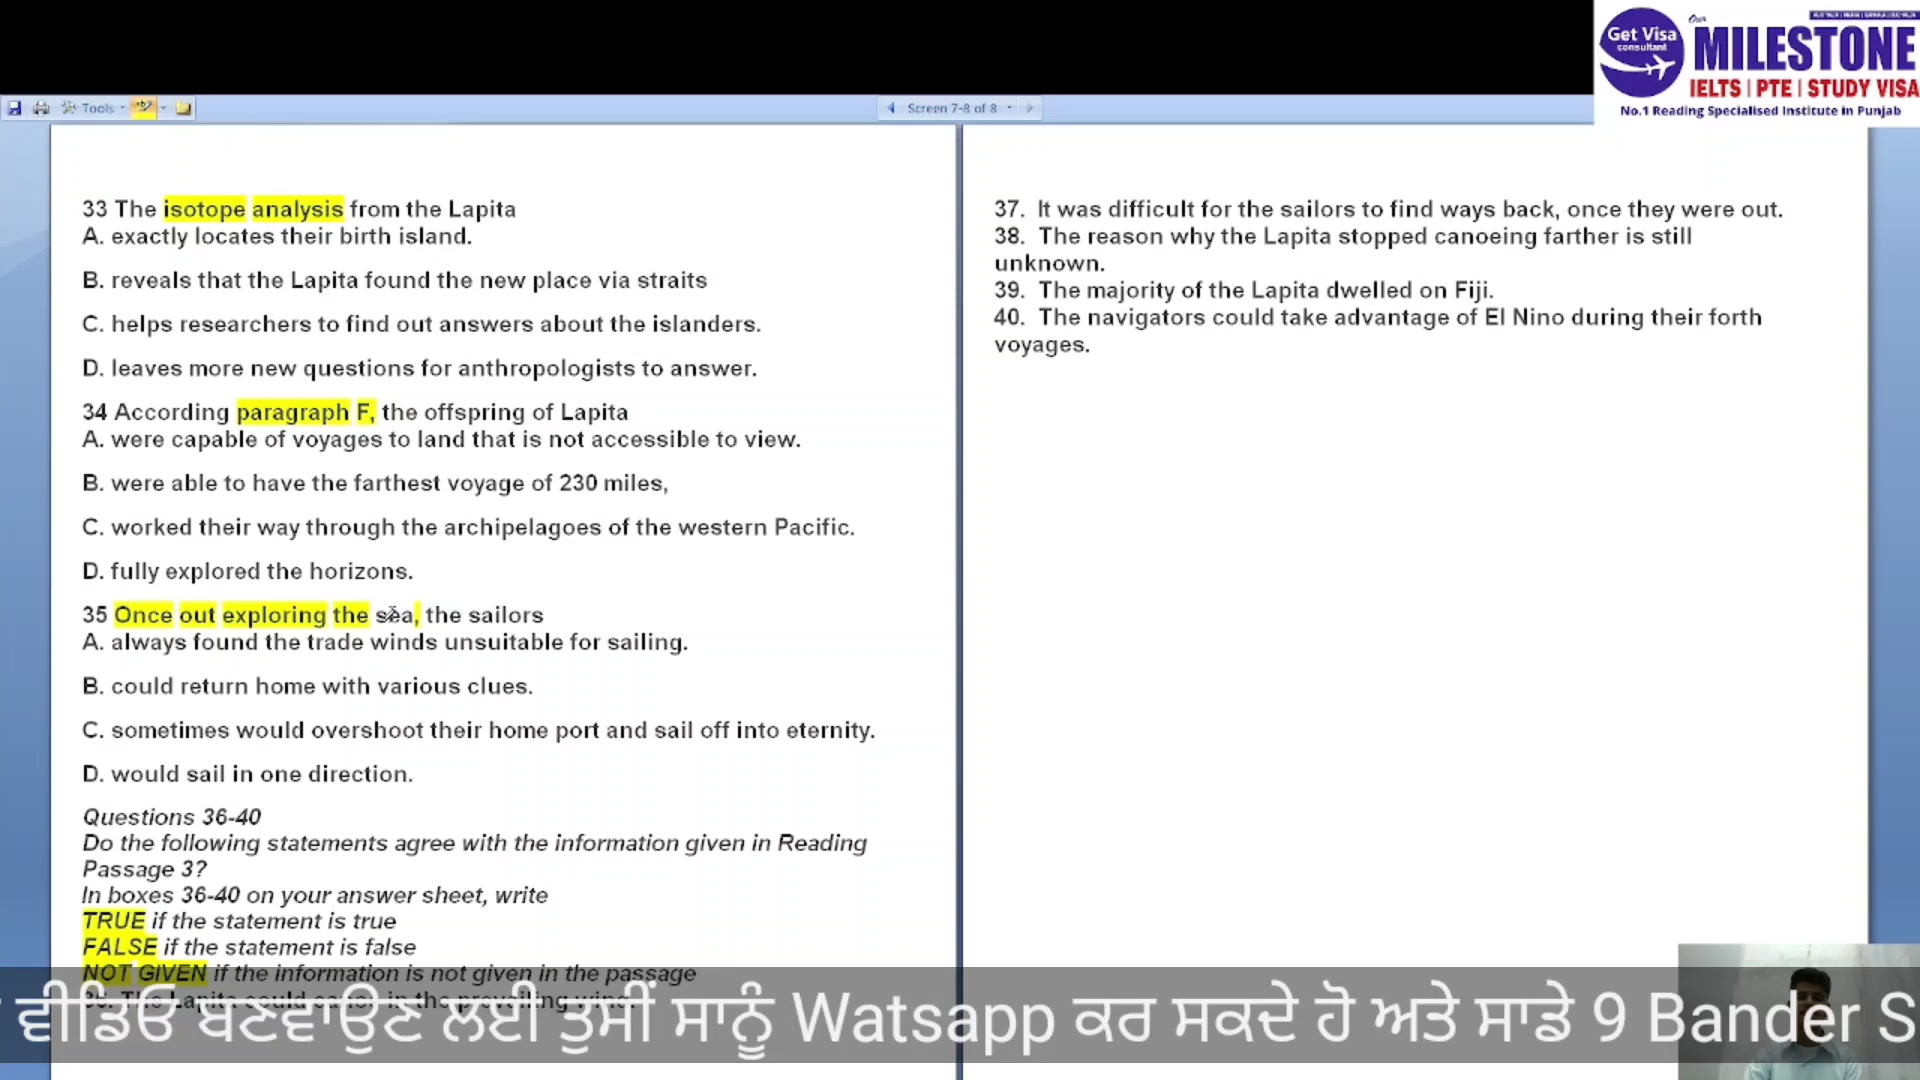 Our
Get Visa
consultant
MILESTONE
IELTS | PTE | STUDY VISA
No.1 Reading Specialised Institute in Punjab
Tools
Screen 7-8 of 8
33 The isotope analysis from the Lapita
A. exactly locates their birth island.
B. reveals that the Lapita found the new place via straits
C. helps researchers to find out answers about the islanders.
D. leaves more new questions for anthropologists to answer.
34 According paragraph F, the offspring of Lapita
A. were capable of voyages to land that is not accessible to view.
B. were able to have the farthest voyage of 230 miles,
C. worked their way through the archipelagoes of the western Pacific.
D. fully explored the horizons.
35 Once out exploring the sea, the sailors
A. always found the trade winds unsuitable for sailing.
B. could return home with various clues.
C. sometimes would overshoot their home port and sail off into eternity.
D. would sail in one direction.
Questions 36-40
Do the following statements agree with the information given in Reading
Passage 3?
In boxes 36-40 on your answer sheet, write
TRUE if the statement is true
FALSE if the statement is false
NOT GIVEN if the information is not given in the passage
37. It was difficult for the sailors to find ways back, once they were out.
38. The reason why the Lapita stopped canoeing farther is still
unknown.
39. The majority of the Lapita dwelled on Fiji.
40. The navigators could take advantage of El Nino during their forth
voyages.
ਵੀਡਿਓ ਬਣਵਾਉਣ ਲਈ ਤੁਸੀਂ ਸਾਨੂੰ Watsapp ਕਰ ਸਕਦੇ ਹੋ ਅਤੇ ਸਾਡੇ 9 Bander S